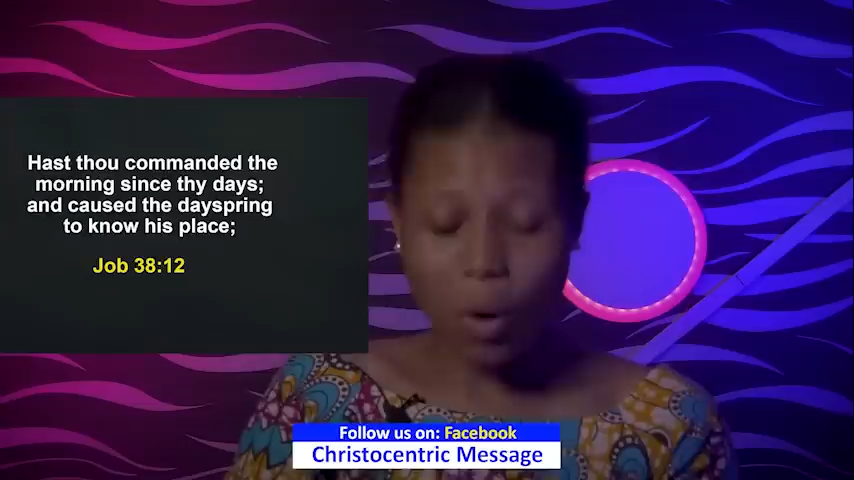 Hast thou commanded the
morning since thy days;
and caused the dayspring
to know his place;
Job 38:12
Follow us on: Facebook
Christocentric Message